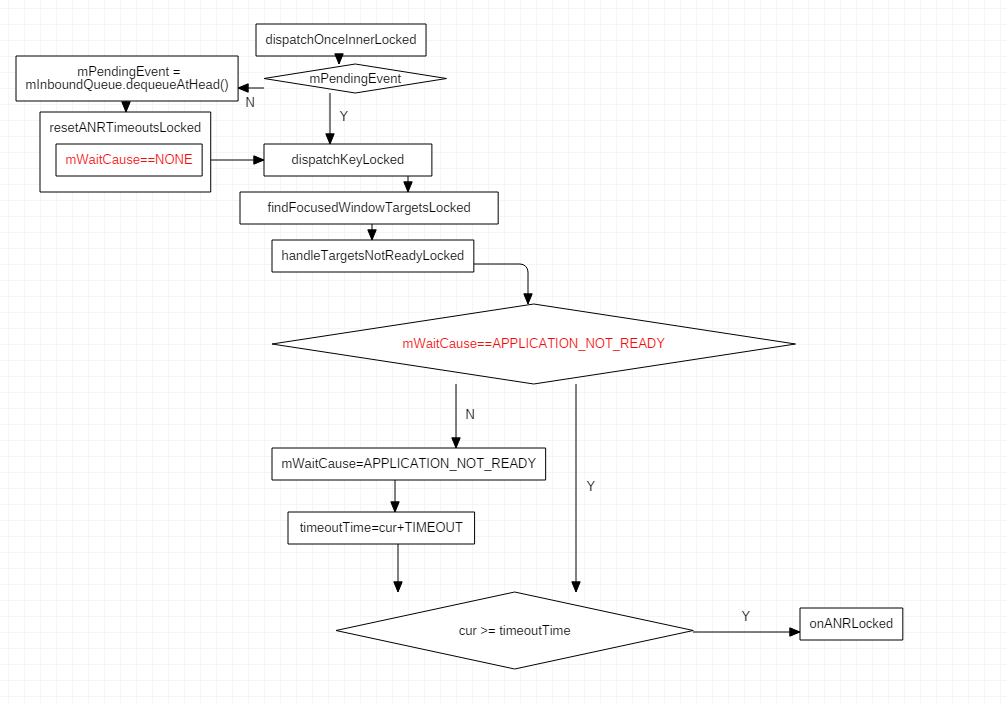 dispatchOnceInnerLocked
mPendingEvent =
mInboundQueue.dequeueAtHead()
mPendingEvent
N
Y
resetANRTimeoutsLocked
mWaitCause==NONE
dispatchKeyLocked
findFocusedWindowTargetsLocked
handleTargetsNotReadyLocked
mWaitCause==APPLICATION_NOT_READY
N
mWaitCause=APPLICATION_NOT_READY
Y
timeoutTime=cur+TIMEOUT
cur >= timeoutTime
Y
onANRLocked